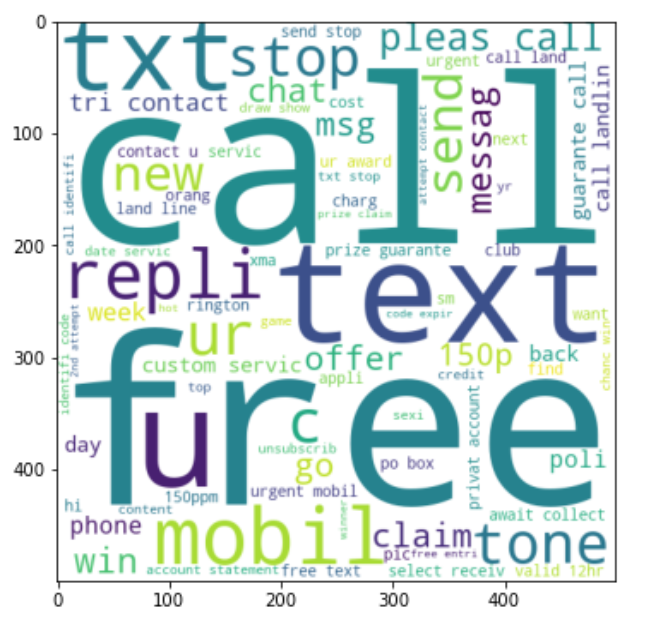 0
txt
send stop
stop
pleas call
urgent
call land
chat
tri contact
draw show
cost
send
messag
guarante call
call landlin
100
call
msg
attempt contact
next
contact u
servic
new
ur award
orang
txt stop
yr
land line
charg
prize claim
call identifi
200
date servic
xma
prize guarante
club
repli
text
hot
rington
week
game
sm
code expir
want
chanc win
identifi code
2nd attempt
ur
300
custom servic
offer
150p
back
find
appli
credit
free
top
u
c
sexi
privat account
day
unsubscrib
400
go
po box
poli
150ppm
urgent mobil
hi
content
winner
await collect
phone
mobil
claim
tone
pic
free entri
win
account statement
free text
select receiv
valid 12hr
0
100
200
300
400